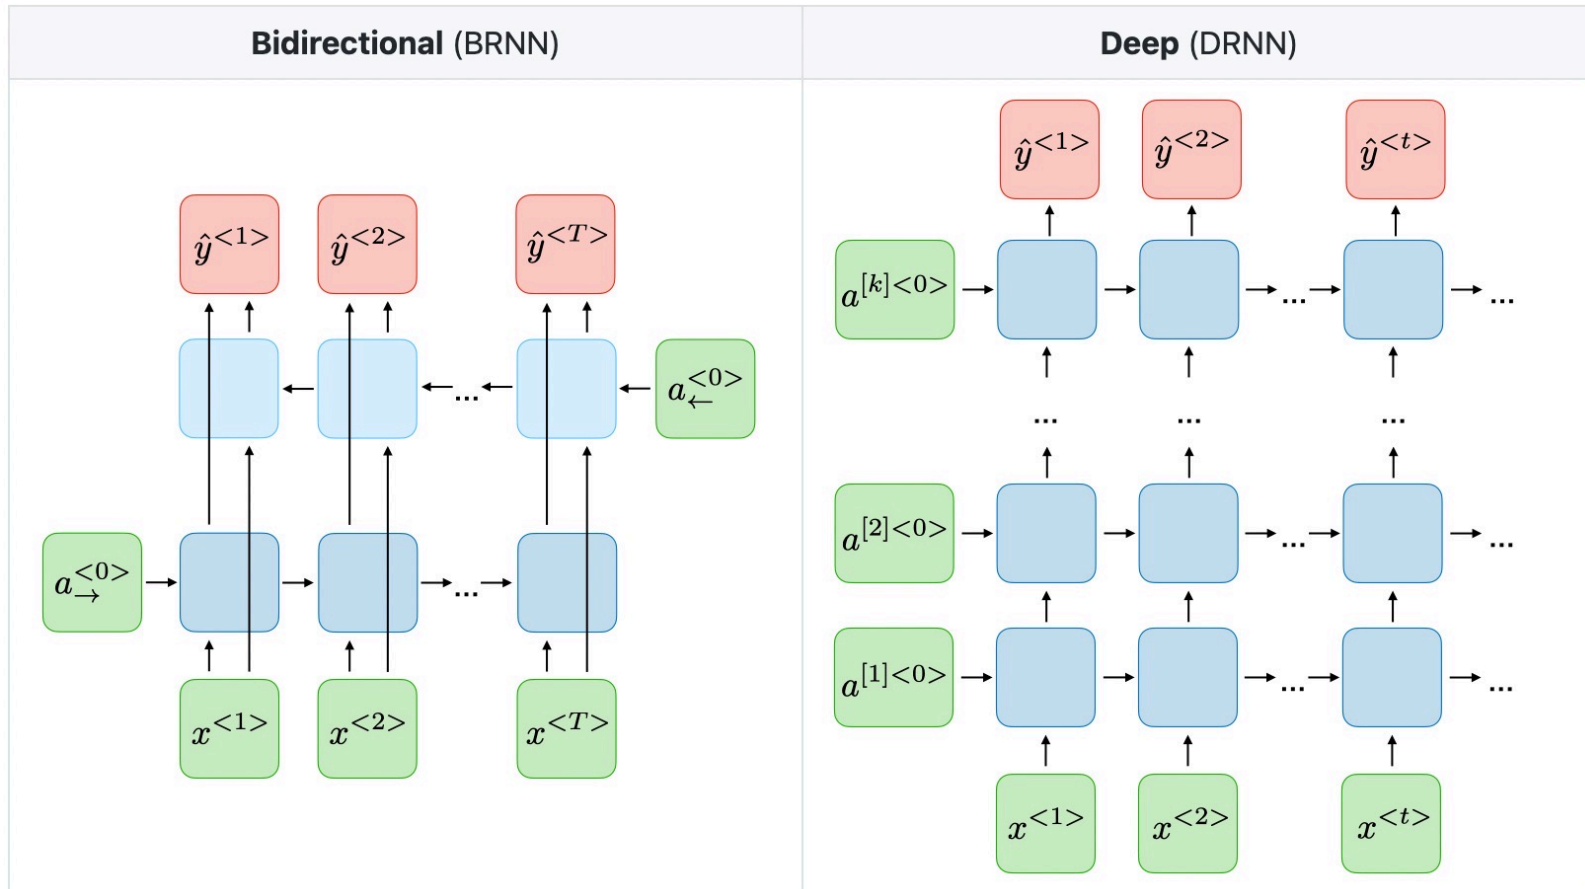 Bidirectional (BRNN)
Deep (DRNN)
ŷ<1> ŷ<2> ŷ<T>
... a←<0>
a→<0> ...
x<1> x<2> x<T>
ŷ<1> ŷ<2> ŷ<t>
a[k]<0> ... ...
... ... ...
a[2]<0> ... ...
a[1]<0> ... ...
x<1> x<2> x<t>